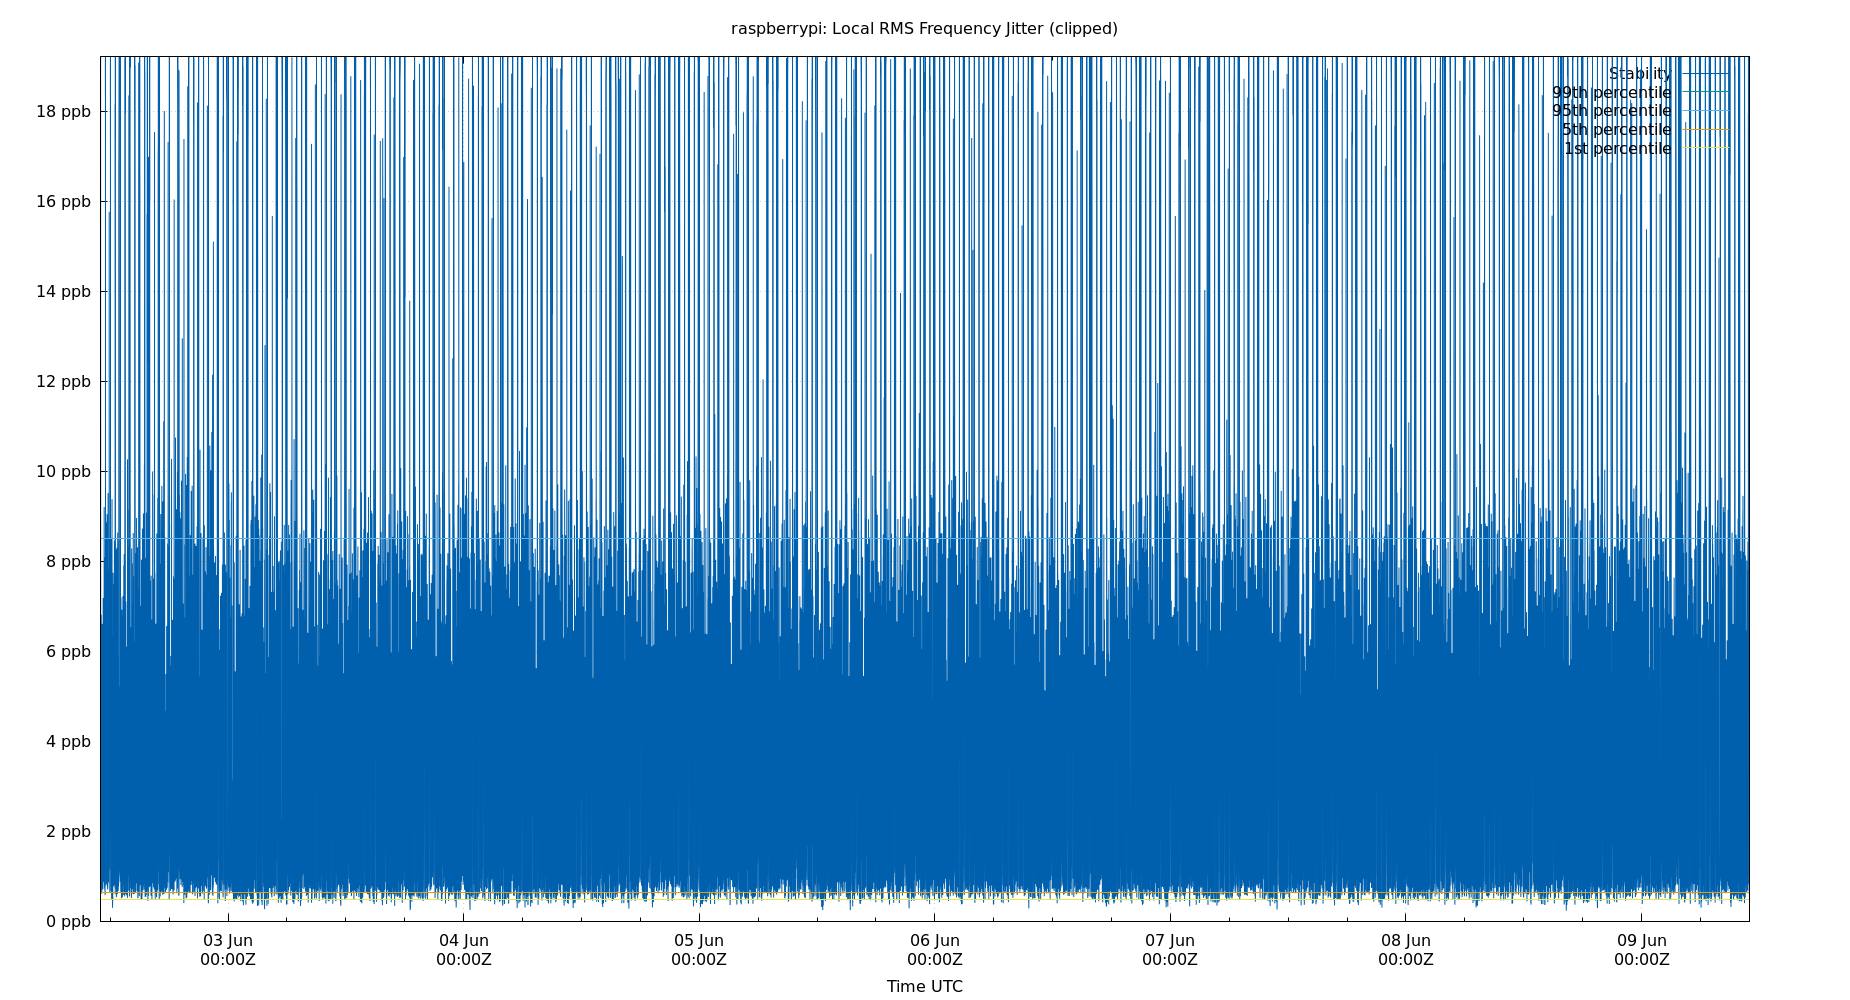 raspberrypi: Local RMS Frequency Jitter (clipped)
Stability
99th percentile
95th percentile
5th percentile
1st percentile
18 ppb
16 ppb
14 ppb
12 ppb
10 ppb
8 ppb
6 ppb
4 ppb
2 ppb
0 ppb
03 Jun 04 Jun 05 Jun 06 Jun 07 Jun 08 Jun 09 Jun
00:00Z 00:00Z 00:00Z 00:00Z 00:00Z 00:00Z 00:00Z
Time UTC